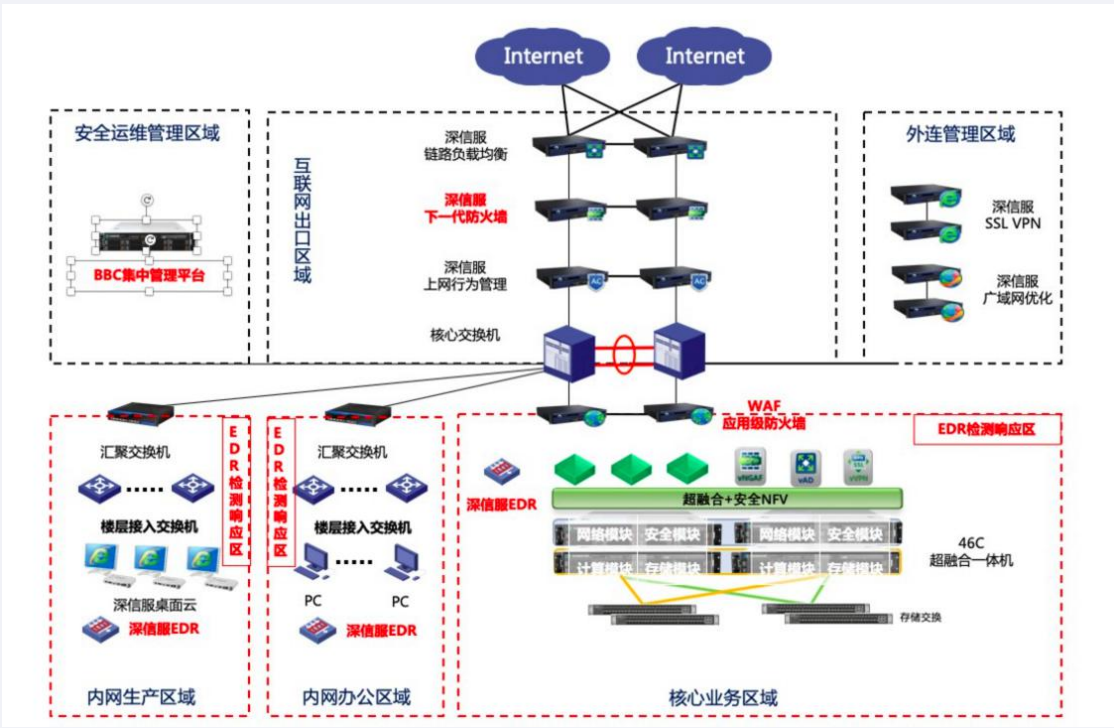 Internet
Internet
安全运维管理区域
BBC集中管理平台
互联网出口区域
深信服
链路负载均衡
深信服
下一代防火墙
深信服
上网行为管理
AC
AC
核心交换机
外连管理区域
深信服
SSL VPN
深信服
广域网优化
汇聚交换机
楼层接入交换机
深信服桌面云
深信服EDR
EDR检测响应区
内网生产区域
EDR检测响应区
汇聚交换机
楼层接入交换机
PC
PC
深信服EDR
内网办公区域
WAF
应用级防火墙
EDR检测响应区
深信服EDR
vNGAF
vAD
SSL
vVPN
超融合+安全NFV
网络模块 安全模块 网络模块 安全模块
计算模块 存储模块 计算模块 存储模块
46C
超融合一体机
存储交换
核心业务区域